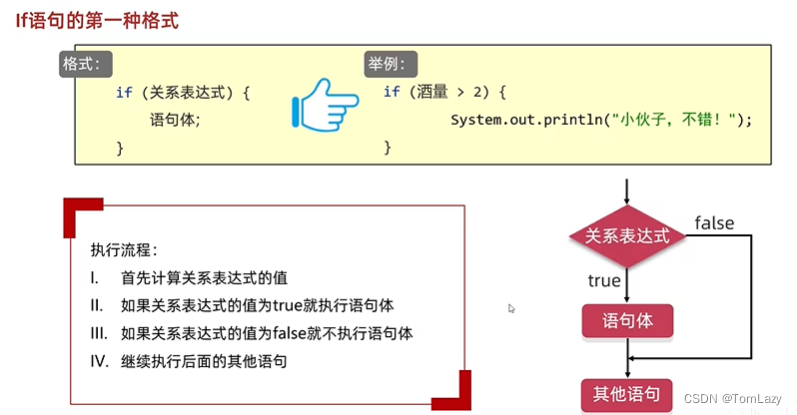 If语句的第一种格式
格式：
if (关系表达式) {
语句体;
}
举例：
if (酒量 > 2) {
System.out.println("小伙子，不错！");
}
执行流程：
I. 首先计算关系表达式的值
II. 如果关系表达式的值为true就执行语句体
III. 如果关系表达式的值为false就不执行语句体
IV. 继续执行后面的其他语句
关系表达式
false
true
语句体
其他语句
CSDN @TomLazy